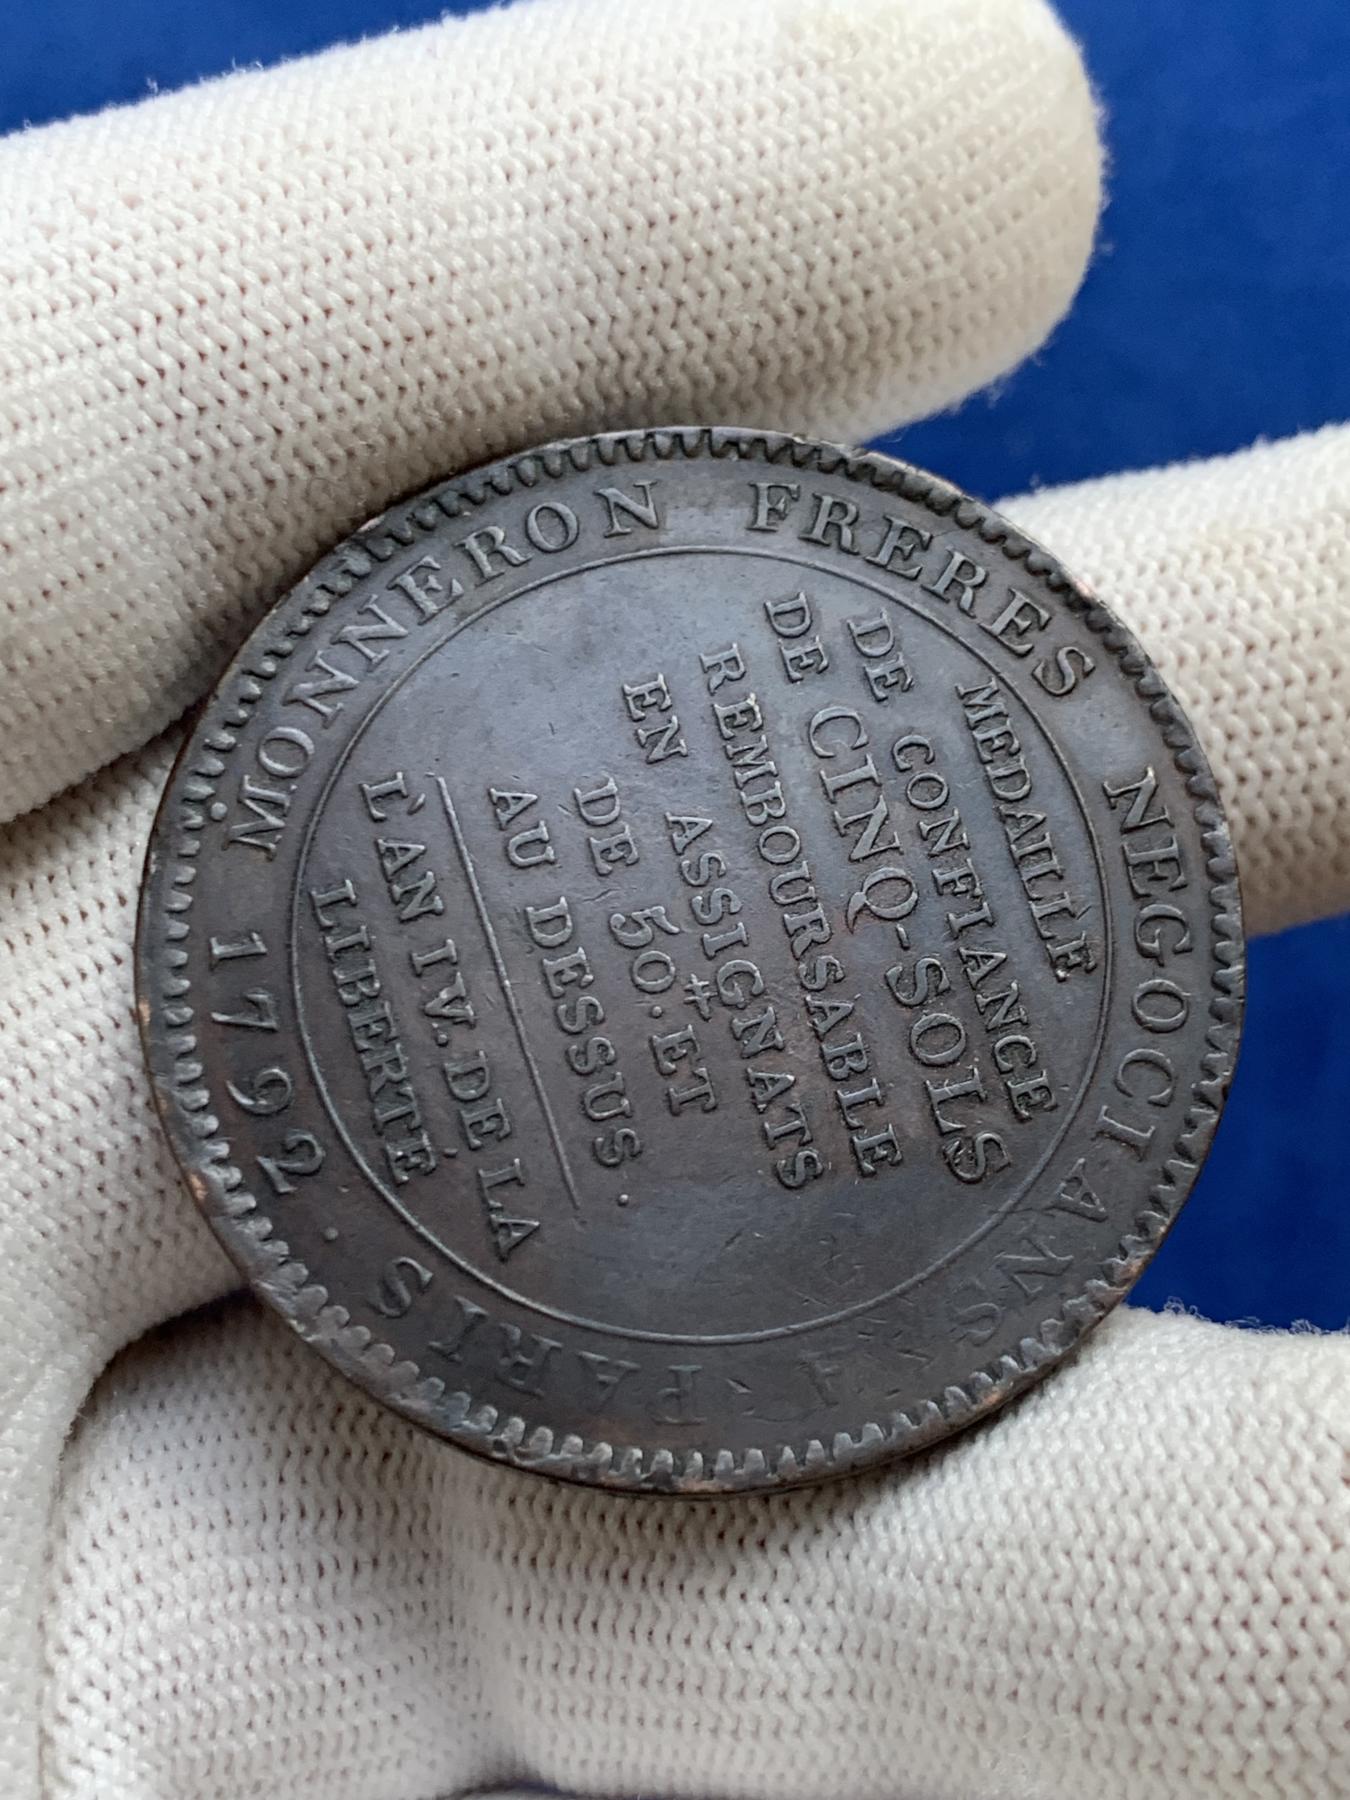 MONNERON FRERES NEGOCIANS A PARIS. 1792
MEDAILLE
DE CONFIANCE
DE CINQ-SOLS
REMBOURSABLE
EN ASSIGNATS
DE 50.# ET
AU DESSUS.
L'AN IV. DE LA
LIBERTÉ